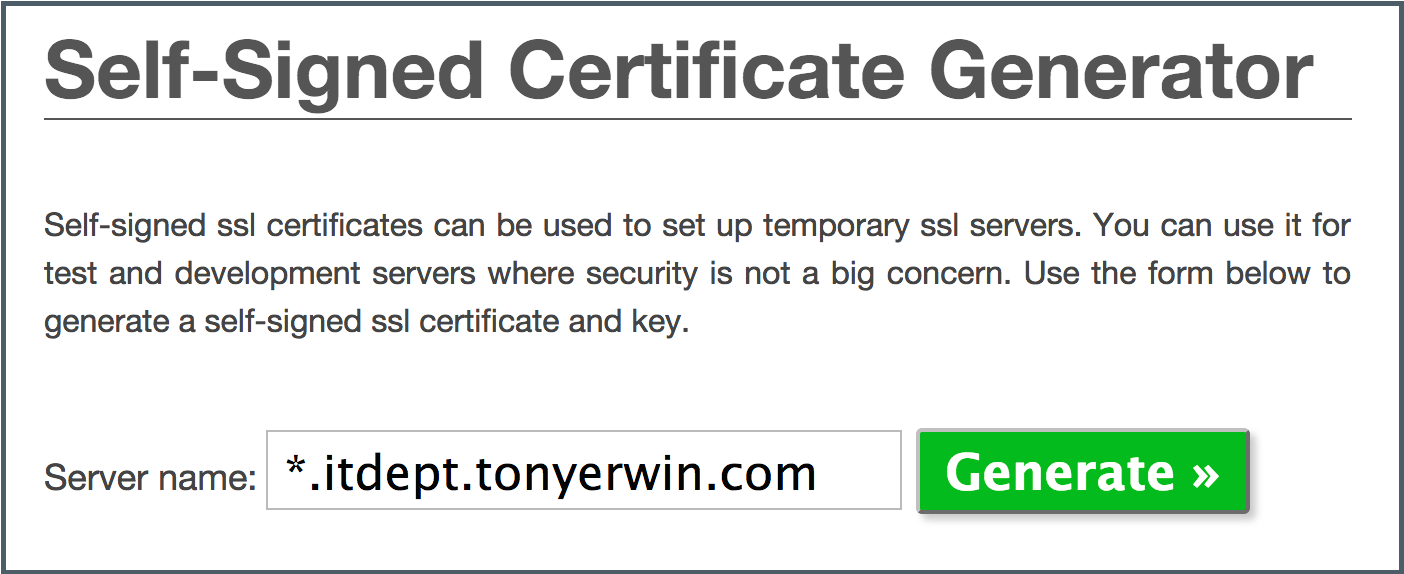 Self-Signed Certificate Generator
Self-signed ssl certificates can be used to set up temporary ssl servers. You can use it for
test and development servers where security is not a big concern. Use the form below to
generate a self-signed ssl certificate and key.
Server name: *.itdept.tonyerwin.com Generate »